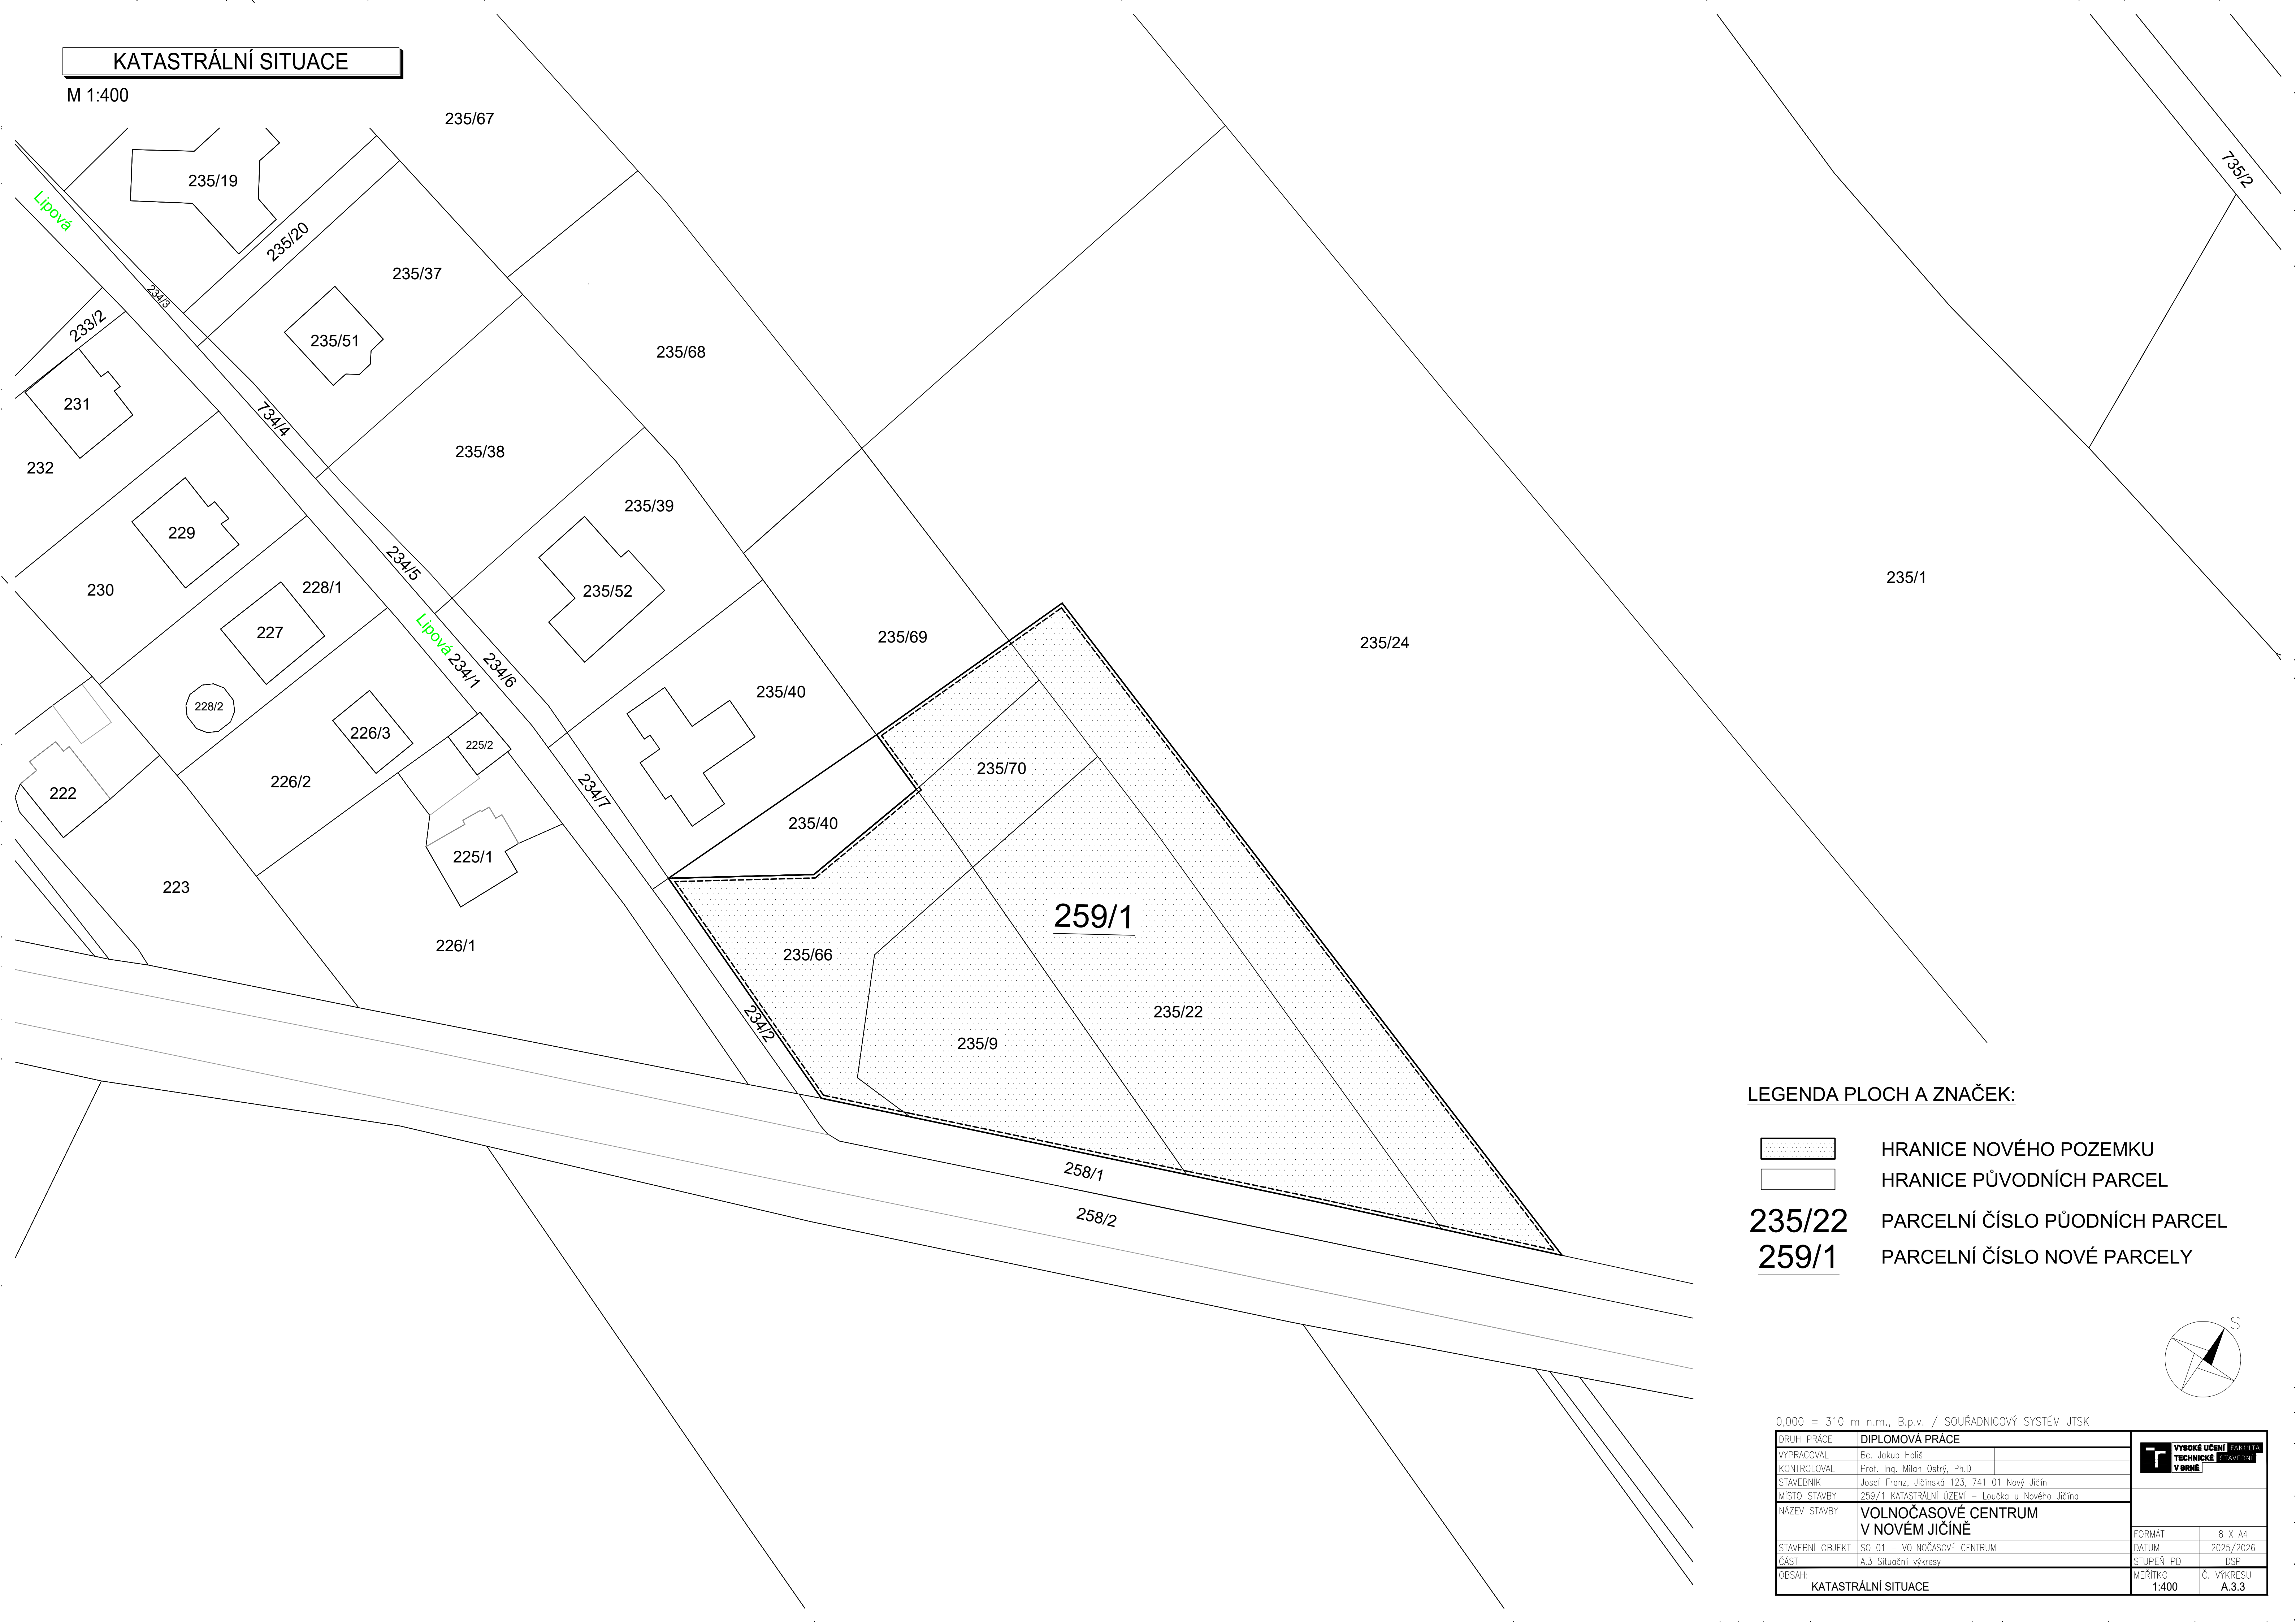 KATASTRÁLNÍ SITUACE
M 1:400
235/67
735/2
235/19
Lipová
235/20
235/37
234/3
233/2
235/51
235/68
231
734/4
235/38
232
235/39
229
234/5
235/1
230
228/1
235/52
227
Lipová
235/69
235/24
234/1
234/6
235/40
228/2
226/3
225/2
235/70
226/2
234/7
222
235/40
225/1
223
259/1
226/1
235/66
235/22
234/2
235/9
258/1
258/2
LEGENDA PLOCH A ZNAČEK:
HRANICE NOVÉHO POZEMKU
HRANICE PŮVODNÍCH PARCEL
235/22 PARCELNÍ ČÍSLO PŮODNÍCH PARCEL
259/1 PARCELNÍ ČÍSLO NOVÉ PARCELY
S
0,000 = 310 m n.m., B.p.v. / SOUŘADNICOVÝ SYSTÉM JTSK
DRUH PRÁCE DIPLOMOVÁ PRÁCE
VYPRACOVAL Bc. Jakub Holiš
KONTROLOVAL Prof. Ing. Milan Ostrý, Ph.D
STAVEBNÍK Josef Franz, Jičínská 123, 741 01 Nový Jičín
MÍSTO STAVBY 259/1 KATASTRÁLNÍ ÚZEMÍ – Loučka u Nového Jičína
NÁZEV STAVBY VOLNOČASOVÉ CENTRUM
V NOVÉM JIČÍNĚ
STAVEBNÍ OBJEKT SO 01 – VOLNOČASOVÉ CENTRUM
ČÁST A.3 Situační výkresy
OBSAH:
KATASTRÁLNÍ SITUACE
VYSOKÉ UČENÍ FAKULTA
TECHNICKÉ STAVEBNÍ
V BRNĚ
FORMÁT 8 X A4
DATUM 2025/2026
STUPEŇ PD DSP
MEŘÍTKO Č. VÝKRESU
1:400 A.3.3